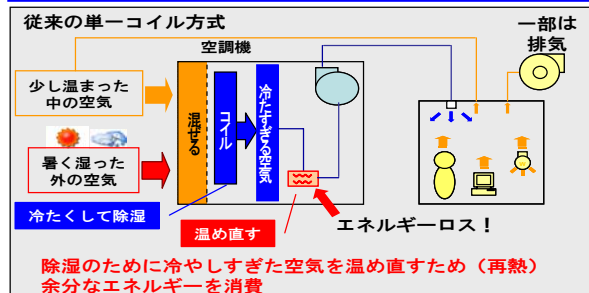 従来の単一コイル方式
一部は
排気
空調機
少し温まった
中の空気
混ぜる
コイル
冷たすぎる空気
暑く湿った
外の空気
冷たくして除湿
温め直す
エネルギーロス！
除湿のために冷やしすぎた空気を温め直すため（再熱）
余分なエネルギーを消費